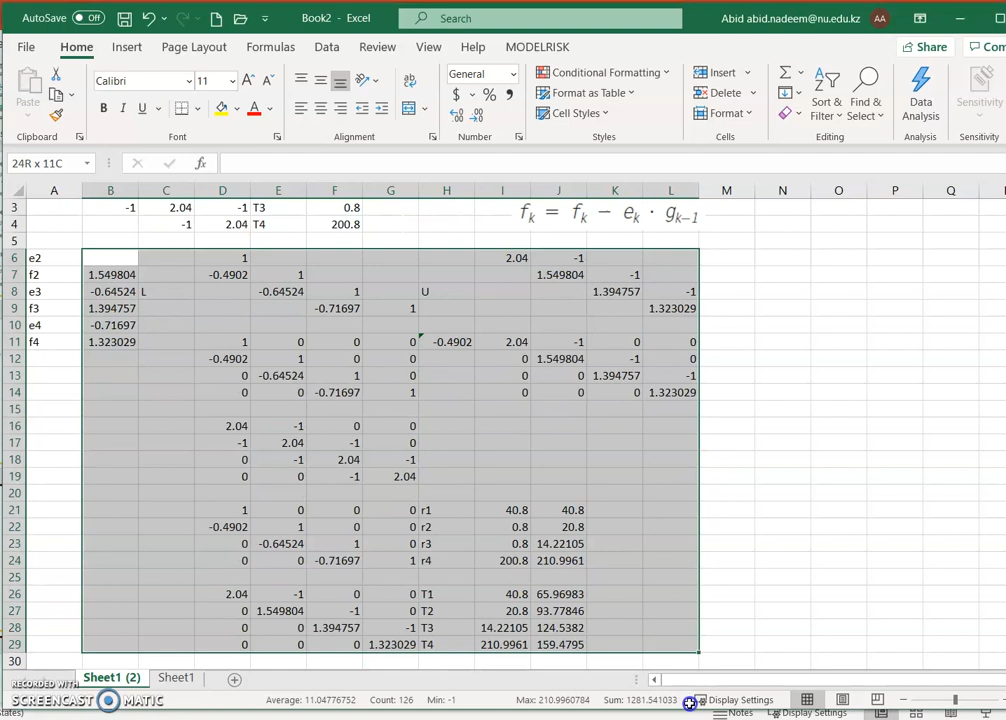 AutoSave Off Book2 - Excel Search Abid abid.nadeem@nu.edu.kz AA
File Home Insert Page Layout Formulas Data Review View Help MODELRISK Share Com
Paste Calibri 11 A A General Conditional Formatting Insert Σ Sort & Filter Find & Select Data Analysis Sensitivity
B I U A $ % Format as Table Delete
Cell Styles Format
Clipboard Font Alignment Number Styles Cells Editing Analysis Sensitivity
24R x 11C fx
A B C D E F G H I J K L M N O P Q
3 -1 2.04 -1 T3 0.8 fk = fk − ek · gk−1
4 -1 2.04 T4 200.8
5
6 e2 1 2.04 -1
7 f2 1.549804 -0.4902 1 1.549804 -1
8 e3 -0.64524 L -0.64524 1 U 1.394757 -1
9 f3 1.394757 -0.71697 1 1.323029
10 e4 -0.71697
11 f4 1.323029 1 0 0 0 -0.4902 2.04 -1 0 0
12 -0.4902 1 0 0 0 1.549804 -1 0
13 0 -0.64524 1 0 0 0 1.394757 -1
14 0 0 -0.71697 1 0 0 0 1.323029
15
16 2.04 -1 0 0
17 -1 2.04 -1 0
18 0 -1 2.04 -1
19 0 0 -1 2.04
20
21 1 0 0 0 r1 40.8 40.8
22 -0.4902 1 0 0 r2 0.8 20.8
23 0 -0.64524 1 0 r3 0.8 14.22105
24 0 0 -0.71697 1 r4 200.8 210.9961
25
26 2.04 -1 0 0 T1 40.8 65.96983
27 0 1.549804 -1 0 T2 20.8 93.77846
28 0 0 1.394757 -1 T3 14.22105 124.5382
29 0 0 0 1.323029 T4 210.9961 159.4795
30
Sheet1 (2) Sheet1
RECORDED WITH
SCREENCAST MATIC Average: 11.04776752 Count: 126 Min: -1 Max: 210.9960784 Sum: 1281.541033 Display Settings
States) Notes Display Settings